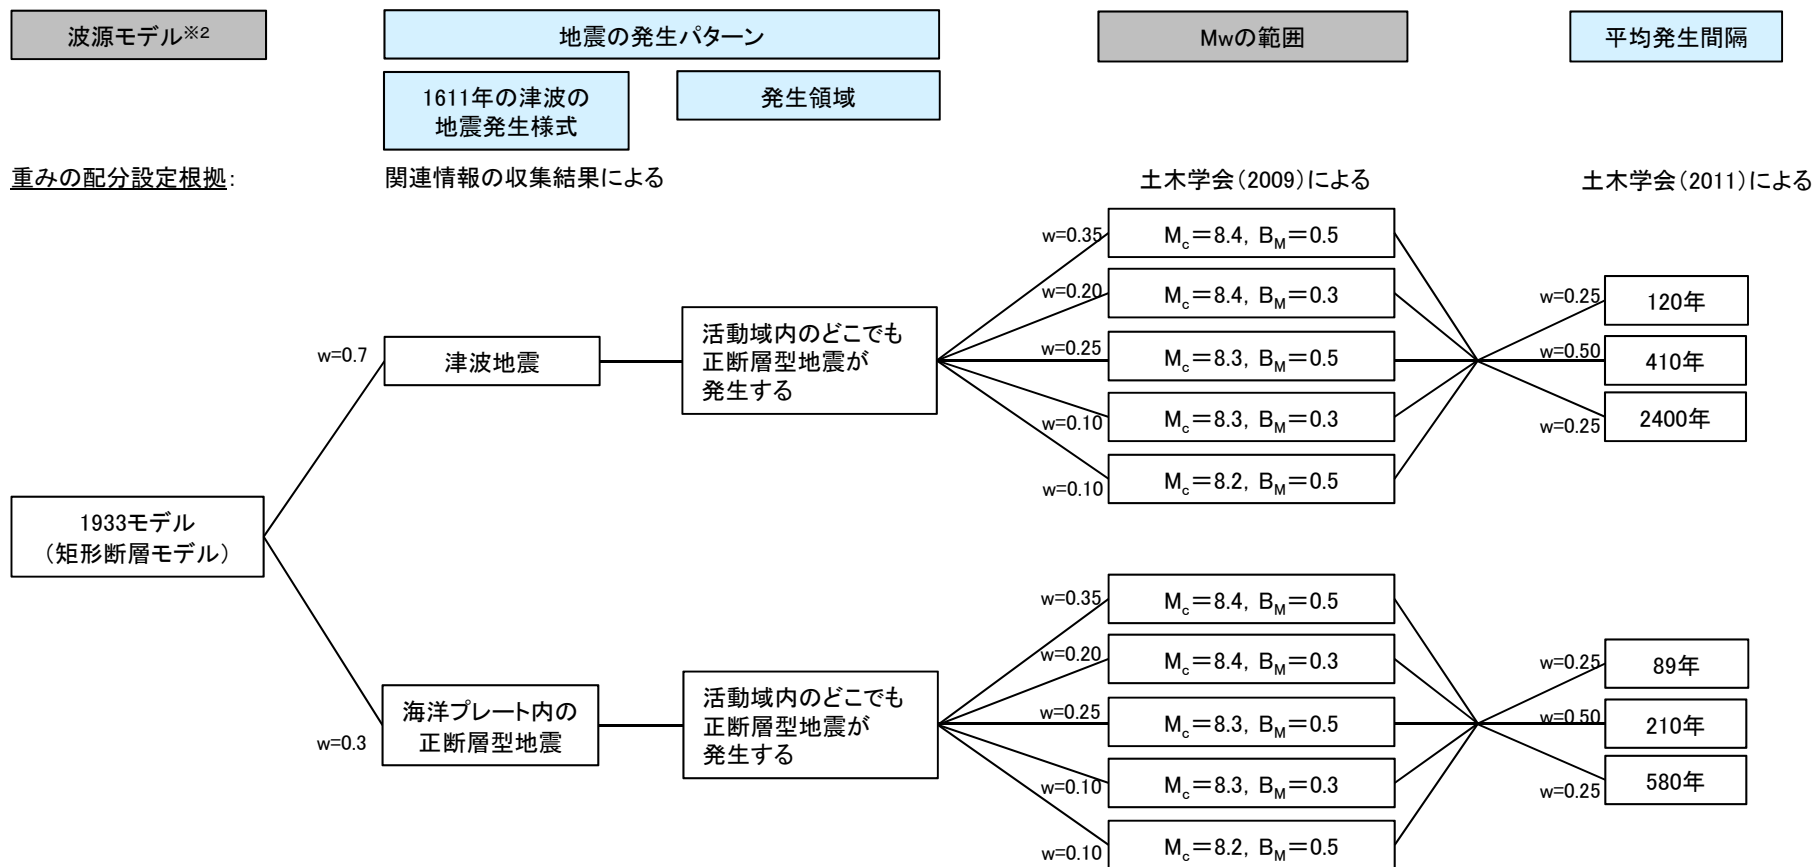 波源モデル※2
地震の発生パターン
Mwの範囲
平均発生間隔
1611年の津波の
地震発生様式
発生領域
重みの配分設定根拠:
関連情報の収集結果による
土木学会(2009)による
土木学会(2011)による
1933モデル
(矩形断層モデル)
w=0.7
津波地震
活動域内のどこでも
正断層型地震が
発生する
w=0.35
Mc=8.4, BM=0.5
w=0.20
Mc=8.4, BM=0.3
w=0.25
Mc=8.3, BM=0.5
w=0.10
Mc=8.3, BM=0.3
w=0.10
Mc=8.2, BM=0.5
w=0.25
120年
w=0.50
410年
w=0.25
2400年
w=0.3
海洋プレート内の
正断層型地震
活動域内のどこでも
正断層型地震が
発生する
w=0.35
Mc=8.4, BM=0.5
w=0.20
Mc=8.4, BM=0.3
w=0.25
Mc=8.3, BM=0.5
w=0.10
Mc=8.3, BM=0.3
w=0.10
Mc=8.2, BM=0.5
w=0.25
89年
w=0.50
210年
w=0.25
580年